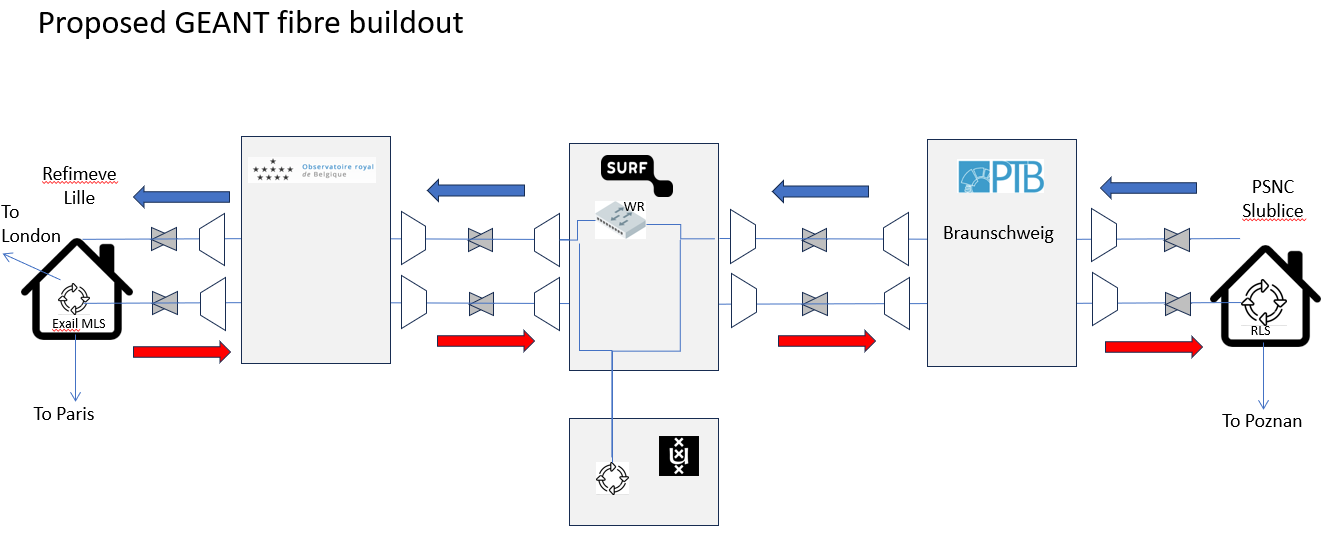 Proposed GEANT fibre buildout
Refimeve
Lille
To
London
Exail MLS
To Paris
Observatoire royal
de Belgique
SURF
WR
U
PTB
Braunschweig
PSNC
Slublice
RLS
To Poznan